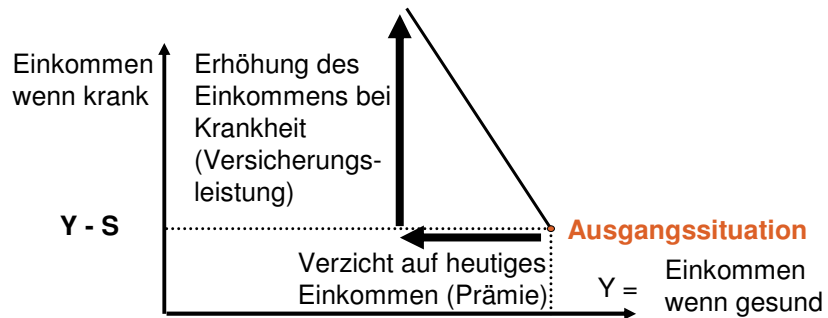 Einkommen
wenn krank
Erhöhung des
Einkommens bei
Krankheit
(Versicherungs-
leistung)
Y - S
Ausgangssituation
Verzicht auf heutiges
Einkommen (Prämie)
Y =
Einkommen
wenn gesund